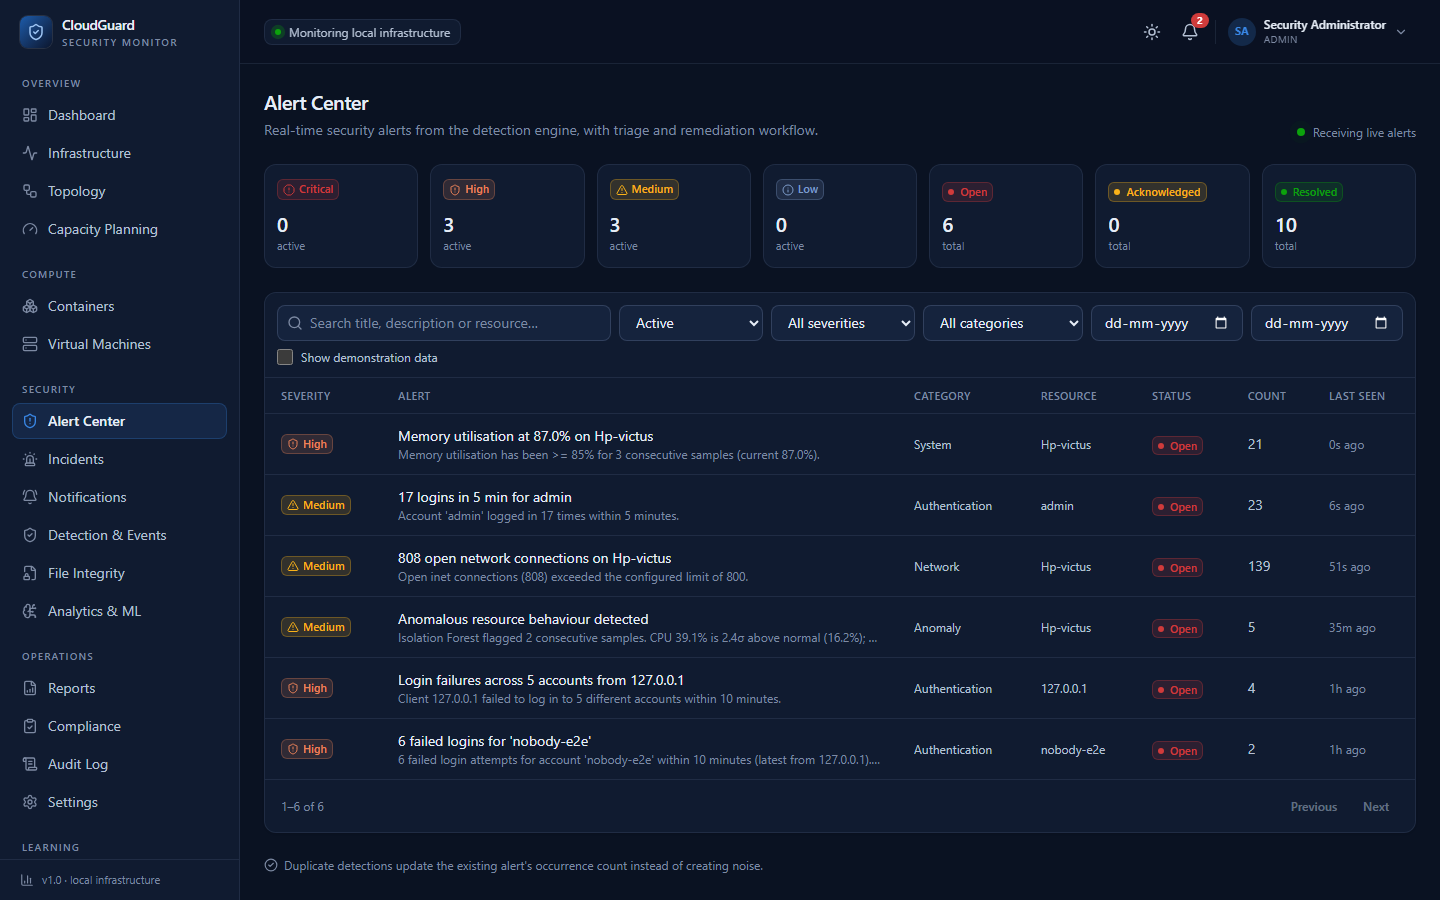 CloudGuard
SECURITY MONITOR
OVERVIEW
Dashboard
Infrastructure
Topology
Capacity Planning
COMPUTE
Containers
Virtual Machines
SECURITY
Alert Center
Incidents
Notifications
Detection & Events
File Integrity
Analytics & ML
OPERATIONS
Reports
Compliance
Audit Log
Settings
LEARNING
v1.0 · local infrastructure
Monitoring local infrastructure
2
SA
Security Administrator
ADMIN
Alert Center
Real-time security alerts from the detection engine, with triage and remediation workflow.
Receiving live alerts
Critical
0
active
High
3
active
Medium
3
active
Low
0
active
Open
6
total
Acknowledged
0
total
Resolved
10
total
Search title, description or resource...
Active
All severities
All categories
dd-mm-yyyy
dd-mm-yyyy
Show demonstration data
SEVERITY ALERT CATEGORY RESOURCE STATUS COUNT LAST SEEN
High Memory utilisation at 87.0% on Hp-victus System Hp-victus Open 21 0s ago
Memory utilisation has been >= 85% for 3 consecutive samples (current 87.0%).
Medium 17 logins in 5 min for admin Authentication admin Open 23 6s ago
Account 'admin' logged in 17 times within 5 minutes.
Medium 808 open network connections on Hp-victus Network Hp-victus Open 139 51s ago
Open inet connections (808) exceeded the configured limit of 800.
Medium Anomalous resource behaviour detected Anomaly Hp-victus Open 5 35m ago
Isolation Forest flagged 2 consecutive samples. CPU 39.1% is 2.4σ above normal (16.2%); ...
High Login failures across 5 accounts from 127.0.0.1 Authentication 127.0.0.1 Open 4 1h ago
Client 127.0.0.1 failed to log in to 5 different accounts within 10 minutes.
High 6 failed logins for 'nobody-e2e' Authentication nobody-e2e Open 2 1h ago
6 failed login attempts for account 'nobody-e2e' within 10 minutes (latest from 127.0.0.1)....
1–6 of 6
Previous
Next
Duplicate detections update the existing alert's occurrence count instead of creating noise.